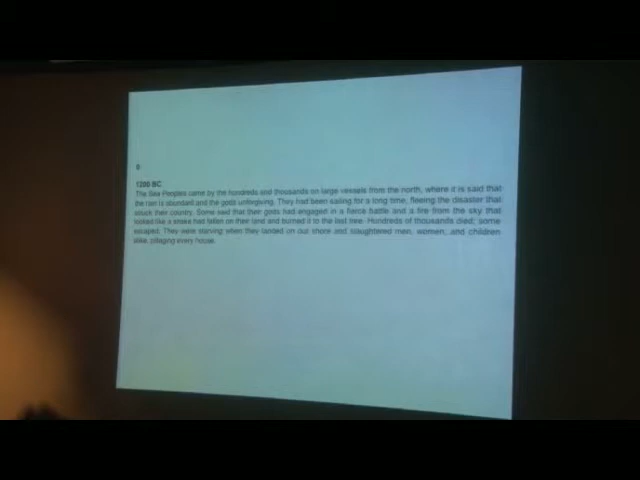 0
1200 BC
The Sea Peoples came by the hundreds and thousands on large vessels from the north, where it is said that
the rain is abundant and the gods unforgiving. They had been sailing for a long time, fleeing the disaster that
struck their country. Some said that their gods had engaged in a fierce battle and a fire from the sky that
looked like a snake had fallen on their land and burned it to the last tree. Hundreds of thousands died; some
escaped. They were starving when they landed on our shore and slaughtered men, women, and children
alike, pillaging every house.